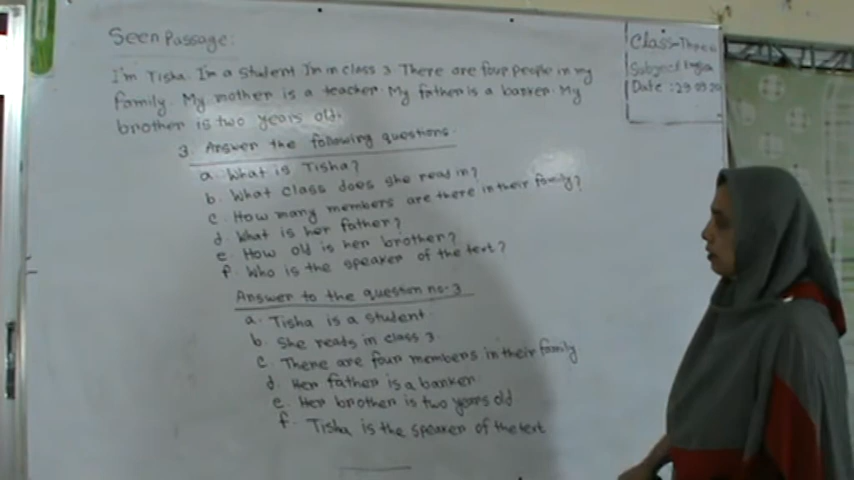 Seen Passage:
I'm Tisha. I'm a student I'm in class 3 There are four people in my
family. My mother is a teacher. My father is a banker. My
brother is two years old.
3. Answer the following questions.
a. What is Tisha?
b. What class does she read in?
c. How many members are there in their family?
d. What is her father?
e. How old is her brother?
f. Who is the speaker of the text?
Answer to the question no-3
a. Tisha is a student.
b. She reads in class 3.
c. There are four members in their family
d. Her father is a banker
e. Her brother is two years old.
f. Tisha is the speaker of the text
Class-Three
Subject English
Date :